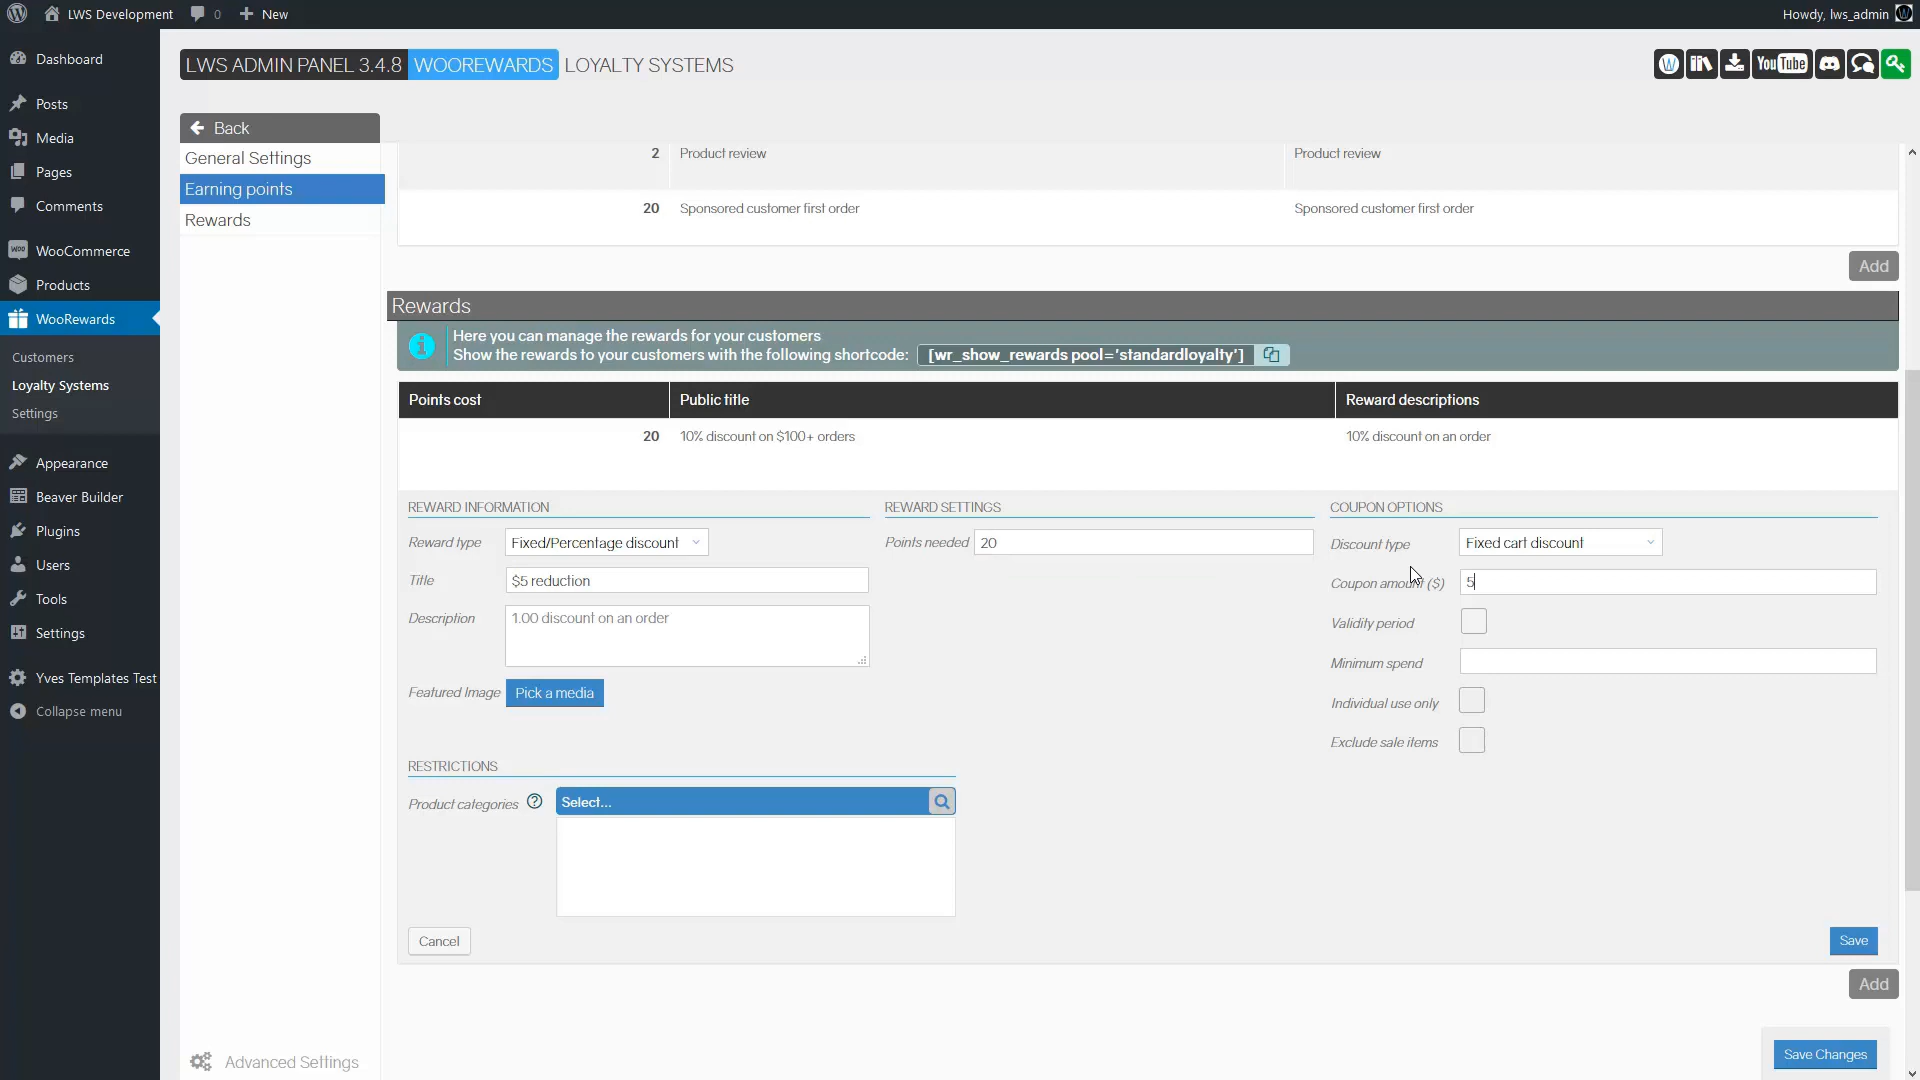 LWS Development
0
New
Howdy, lws_admin
Dashboard
Posts
Media
Pages
Comments
WooCommerce
Products
WooRewards
Customers
Loyalty Systems
Settings
Appearance
Beaver Builder
Plugins
Users
Tools
Settings
Yves Templates Test
Collapse menu
LWS ADMIN PANEL 3.4.8 WOOREWARDS LOYALTY SYSTEMS
YouTube
Back
General Settings
Earning points
Rewards
Advanced Settings
2 Product review Product review
20 Sponsored customer first order Sponsored customer first order
Add
Rewards
Here you can manage the rewards for your customers
Show the rewards to your customers with the following shortcode: [wr_show_rewards pool='standardloyalty']
Points cost Public title Reward descriptions
20 10% discount on $100+ orders 10% discount on an order
REWARD INFORMATION
Reward type Fixed/Percentage discount
Title $5 reduction
Description 1.00 discount on an order
Featured Image Pick a media
REWARD SETTINGS
Points needed 20
COUPON OPTIONS
Discount type Fixed cart discount
Coupon amount ($) 5
Validity period
Minimum spend
Individual use only
Exclude sale items
RESTRICTIONS
Product categories ? Select...
Cancel
Save
Add
Save Changes